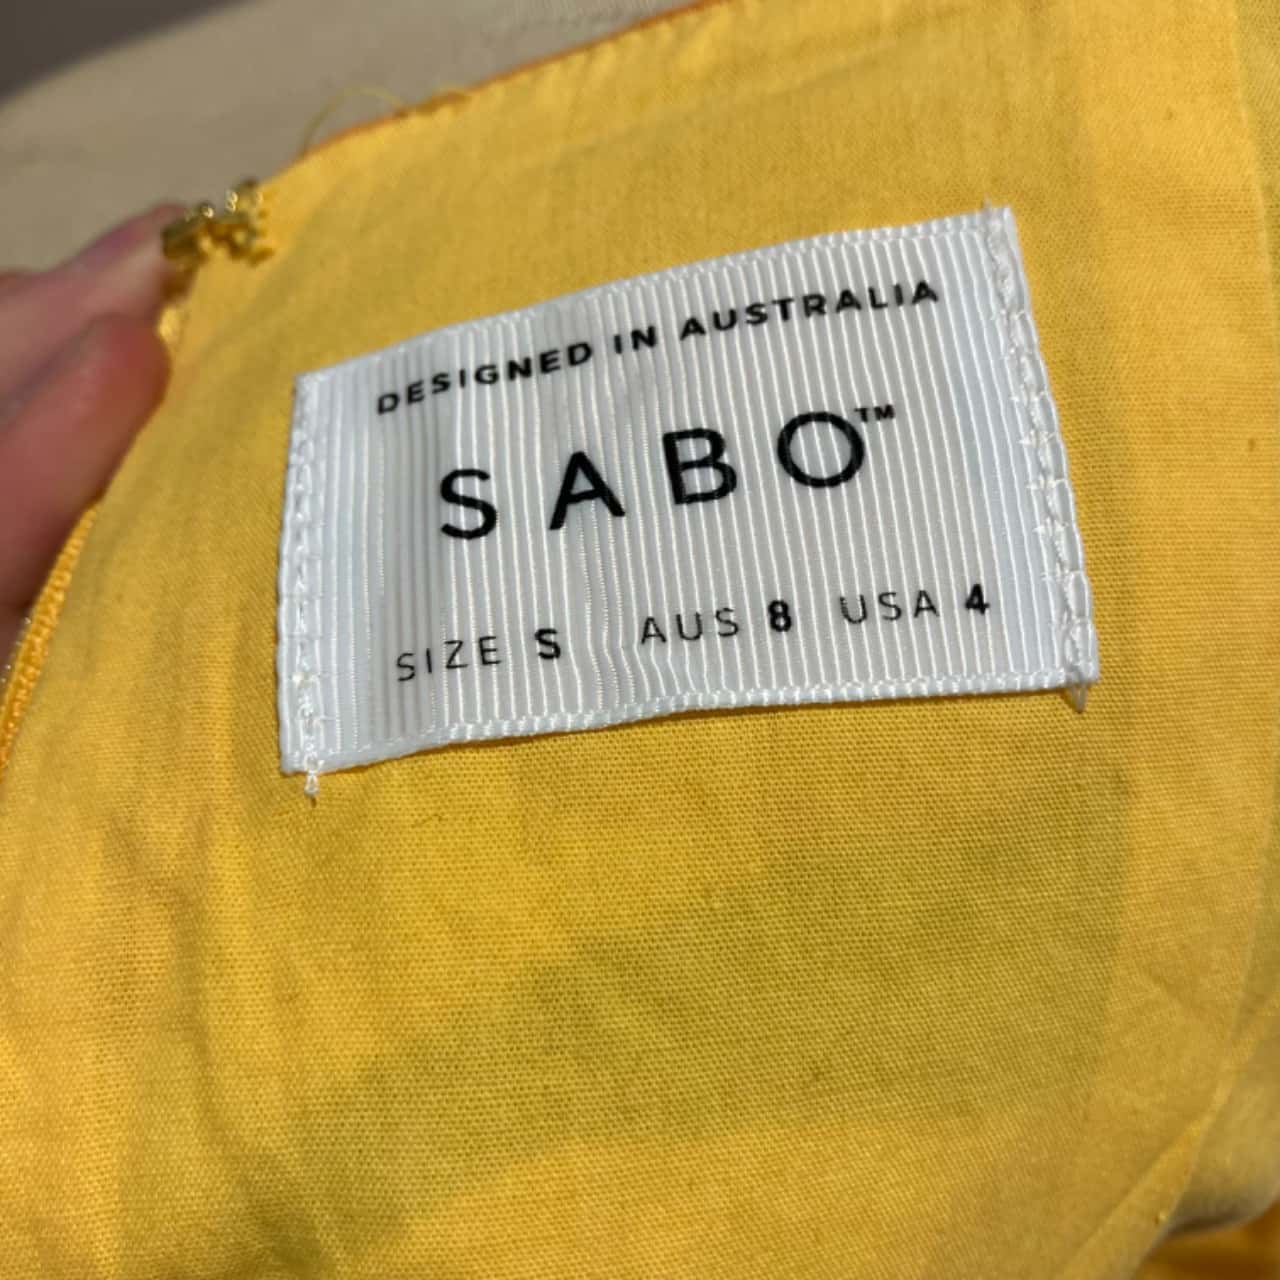 DESIGNED IN AUSTRALIA
SABO™
SIZE S AUS 8 USA 4